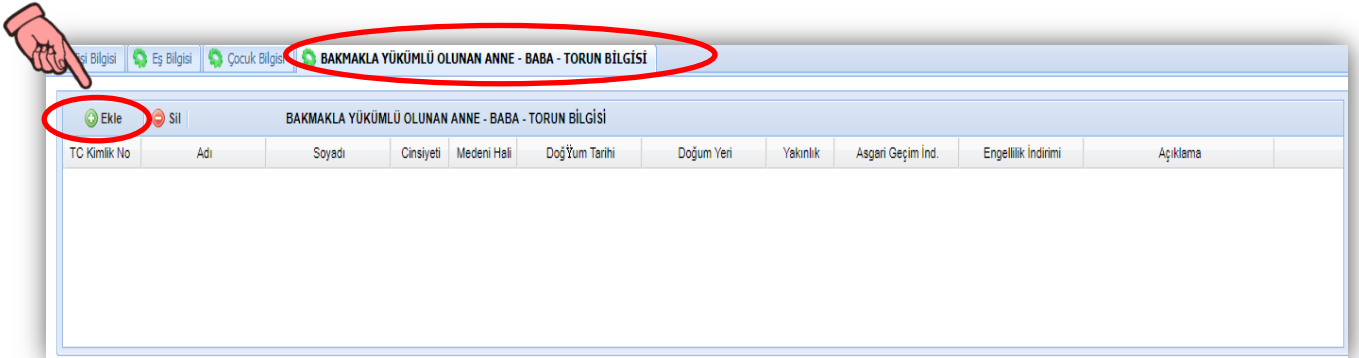 şisi Bilgisi Eş Bilgisi Çocuk Bilgisi BAKMAKLA YÜKÜMLÜ OLUNAN ANNE - BABA - TORUN BİLGİSİ
Ekle Sil BAKMAKLA YÜKÜMLÜ OLUNAN ANNE - BABA - TORUN BİLGİSİ
TC Kimlik No Adı Soyadı Cinsiyeti Medeni Hali DoğŸum Tarihi Doğum Yeri Yakınlık Asgari Geçim İnd. Engellilik İndirimi Açıklama